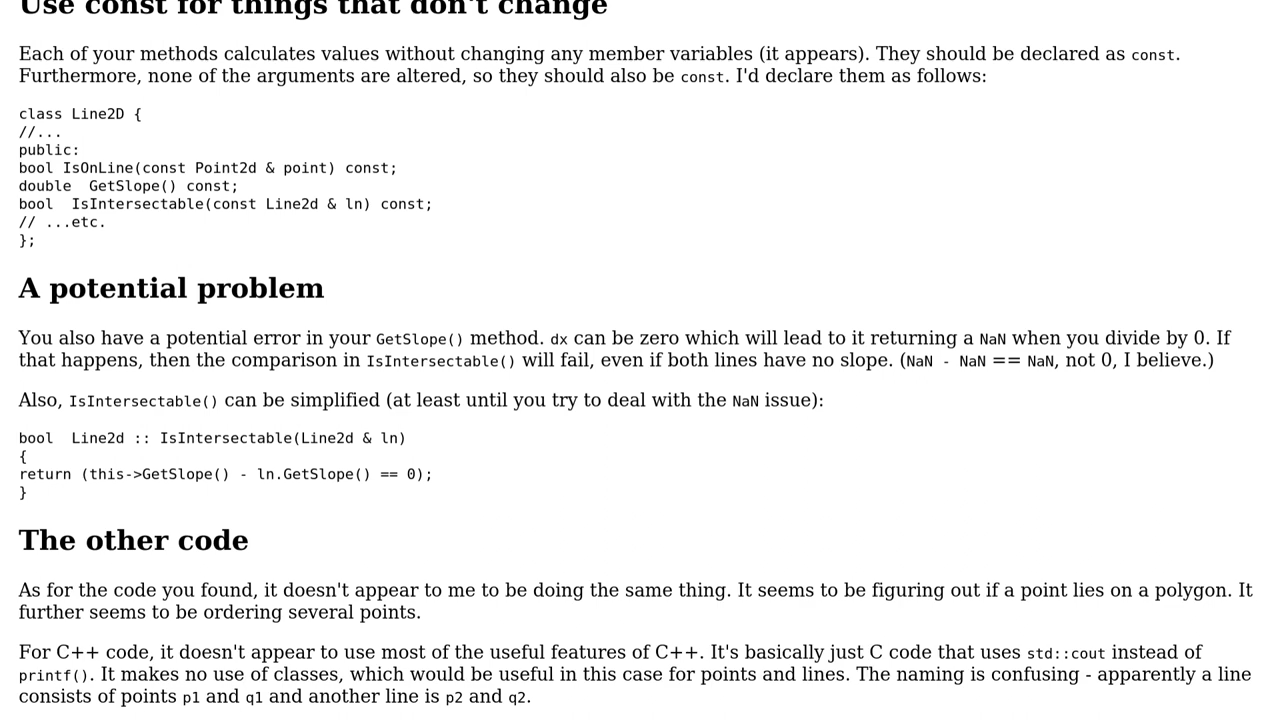 Use const for things that don't change
Each of your methods calculates values without changing any member variables (it appears). They should be declared as const.
Furthermore, none of the arguments are altered, so they should also be const. I'd declare them as follows:
class Line2D {
//...
public:
bool IsOnLine(const Point2d & point) const;
double  GetSlope() const;
bool  IsIntersectable(const Line2d & ln) const;
// ...etc.
};
A potential problem
You also have a potential error in your GetSlope() method. dx can be zero which will lead to it returning a NaN when you divide by 0. If
that happens, then the comparison in IsIntersectable() will fail, even if both lines have no slope. (NaN - NaN == NaN, not 0, I believe.)
Also, IsIntersectable() can be simplified (at least until you try to deal with the NaN issue):
bool  Line2d :: IsIntersectable(Line2d & ln)
{
return (this->GetSlope() - ln.GetSlope() == 0);
}
The other code
As for the code you found, it doesn't appear to me to be doing the same thing. It seems to be figuring out if a point lies on a polygon. It
further seems to be ordering several points.
For C++ code, it doesn't appear to use most of the useful features of C++. It's basically just C code that uses std::cout instead of
printf(). It makes no use of classes, which would be useful in this case for points and lines. The naming is confusing - apparently a line
consists of points p1 and q1 and another line is p2 and q2.